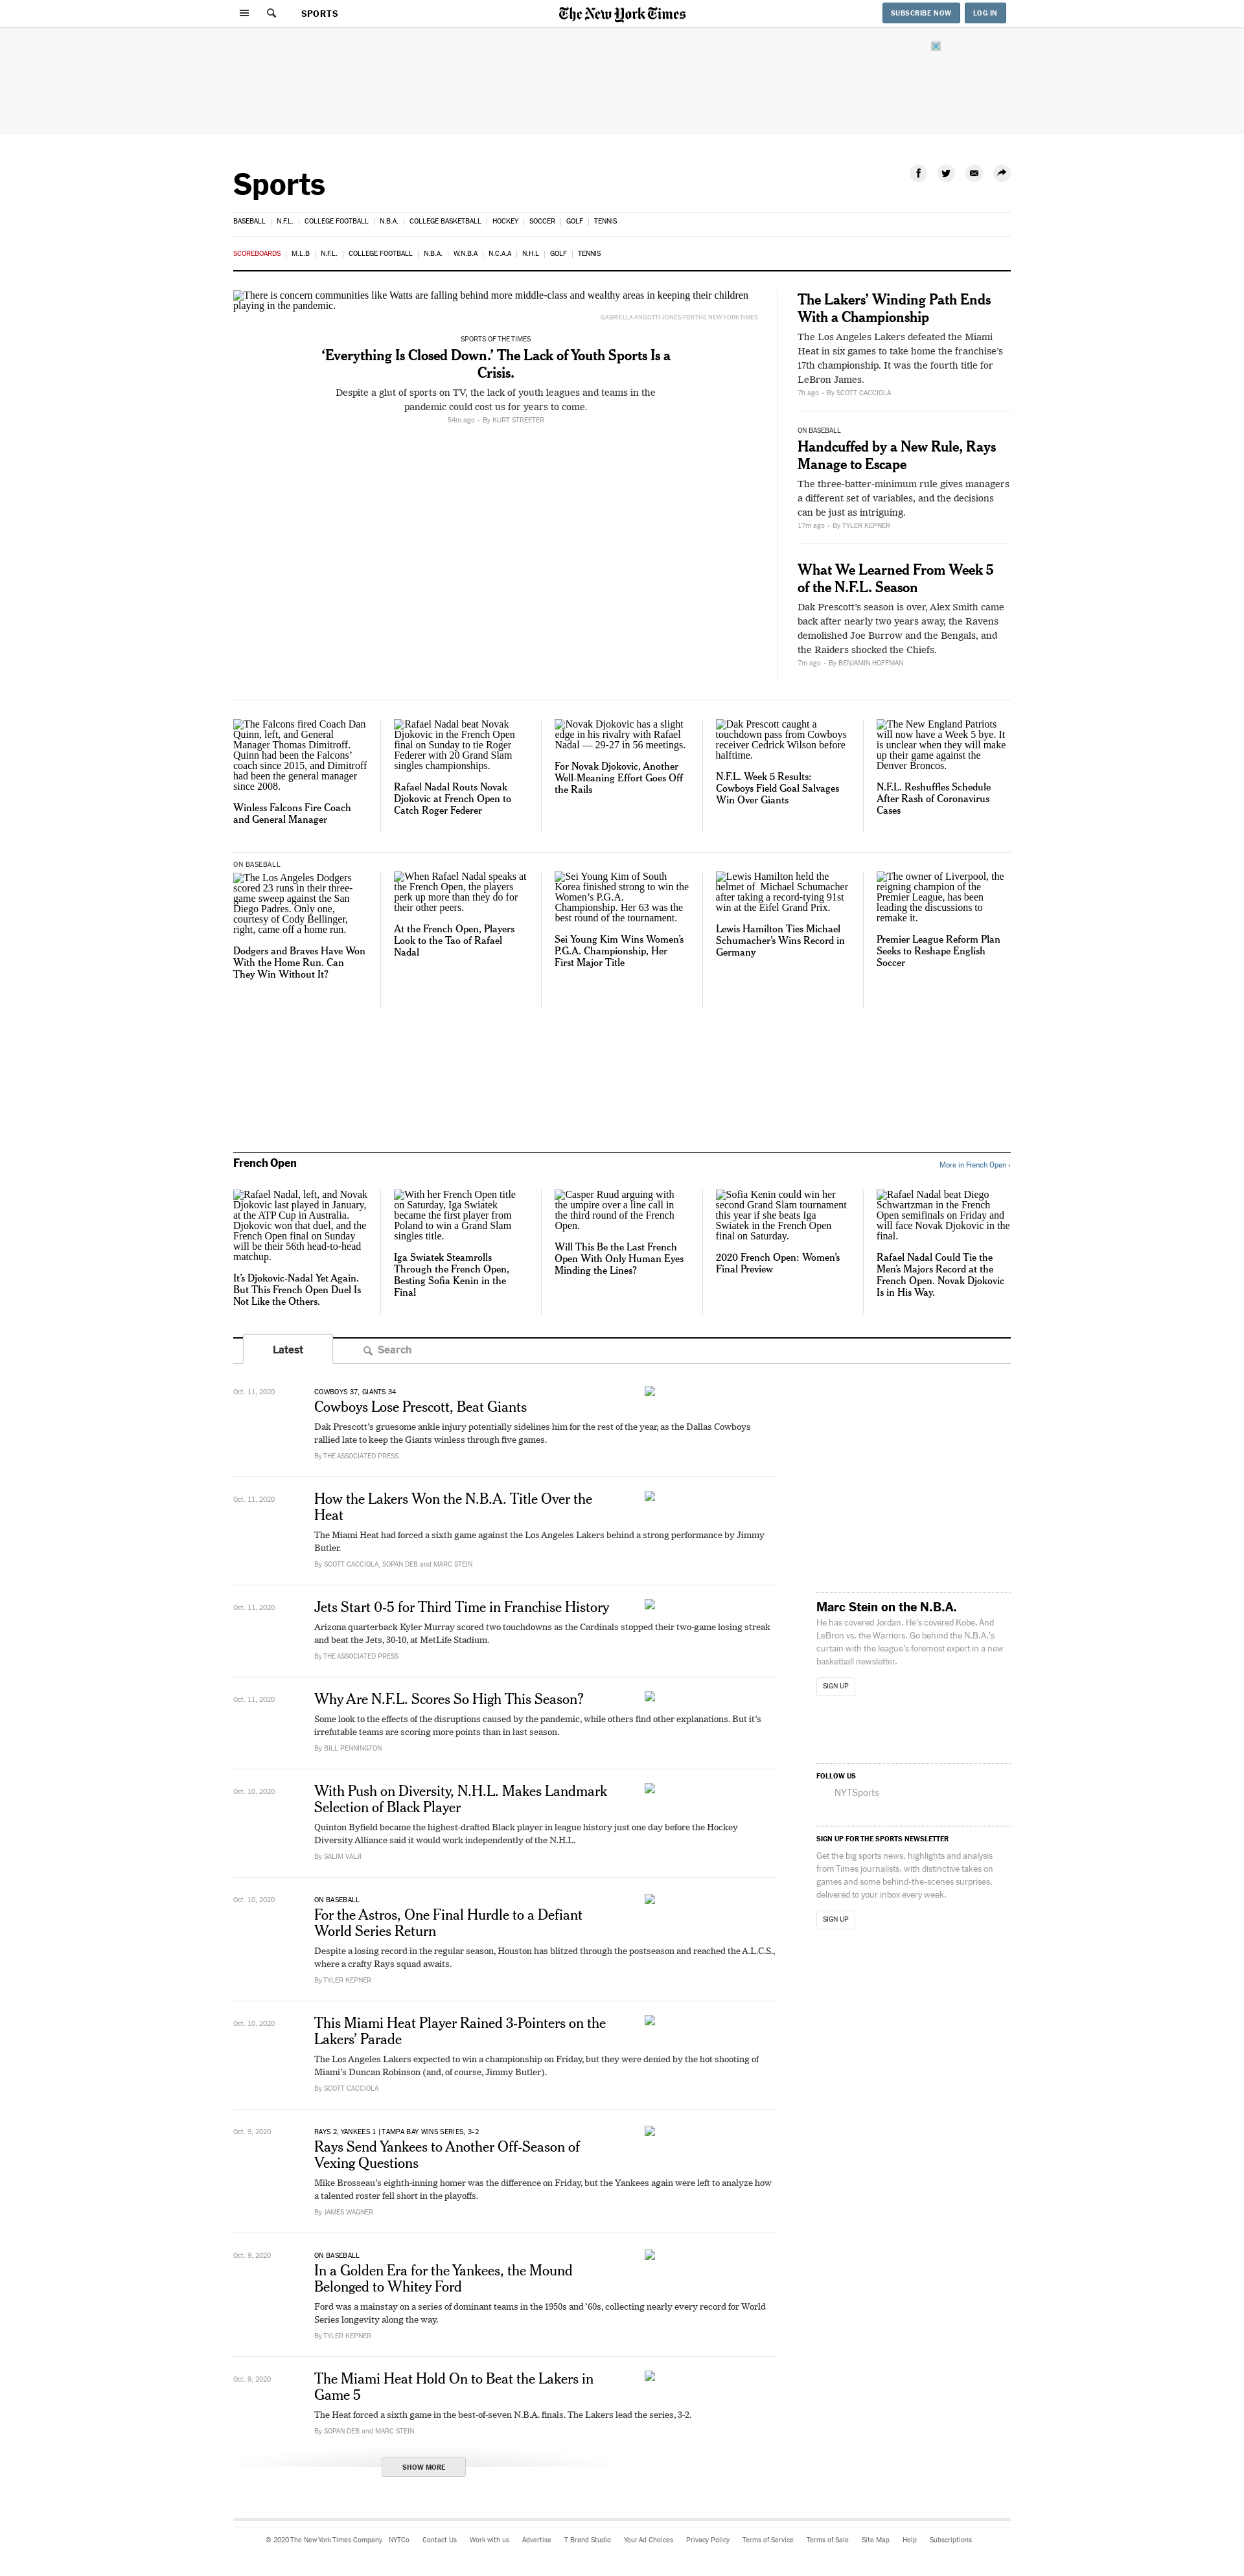 SPORTS
The New York Times
SUBSCRIBE NOW
LOG IN
Sports
BASEBALL | N.F.L. | COLLEGE FOOTBALL | N.B.A. | COLLEGE BASKETBALL | HOCKEY | SOCCER | GOLF | TENNIS
SCOREBOARDS | M.L.B | N.F.L. | COLLEGE FOOTBALL | N.B.A. | W.N.B.A | N.C.A.A | N.H.L | GOLF | TENNIS
There is concern communities like Watts are falling behind more middle-class and wealthy areas in keeping their children
playing in the pandemic.
GABRIELLA ANGOTTI-JONES FOR THE NEW YORK TIMES
SPORTS OF THE TIMES
‘Everything Is Closed Down.’ The Lack of Youth Sports Is a
Crisis.
Despite a glut of sports on TV, the lack of youth leagues and teams in the
pandemic could cost us for years to come.
54m ago • By KURT STREETER
The Lakers’ Winding Path Ends
With a Championship
The Los Angeles Lakers defeated the Miami
Heat in six games to take home the franchise’s
17th championship. It was the fourth title for
LeBron James.
7h ago • By SCOTT CACCIOLA
ON BASEBALL
Handcuffed by a New Rule, Rays
Manage to Escape
The three-batter-minimum rule gives managers
a different set of variables, and the decisions
can be just as intriguing.
17m ago • By TYLER KEPNER
What We Learned From Week 5
of the N.F.L. Season
Dak Prescott’s season is over, Alex Smith came
back after nearly two years away, the Ravens
demolished Joe Burrow and the Bengals, and
the Raiders shocked the Chiefs.
7m ago • By BENJAMIN HOFFMAN
The Falcons fired Coach Dan
Quinn, left, and General
Manager Thomas Dimitroff.
Quinn had been the Falcons’
coach since 2015, and Dimitroff
had been the general manager
since 2008.
Winless Falcons Fire Coach
and General Manager
Rafael Nadal beat Novak
Djokovic in the French Open
final on Sunday to tie Roger
Federer with 20 Grand Slam
singles championships.
Rafael Nadal Routs Novak
Djokovic at French Open to
Catch Roger Federer
Novak Djokovic has a slight
edge in his rivalry with Rafael
Nadal — 29-27 in 56 meetings.
For Novak Djokovic, Another
Well-Meaning Effort Goes Off
the Rails
Dak Prescott caught a
touchdown pass from Cowboys
receiver Cedrick Wilson before
halftime.
N.F.L. Week 5 Results:
Cowboys Field Goal Salvages
Win Over Giants
The New England Patriots
will now have a Week 5 bye. It
is unclear when they will make
up their game against the
Denver Broncos.
N.F.L. Reshuffles Schedule
After Rash of Coronavirus
Cases
ON BASEBALL
The Los Angeles Dodgers
scored 23 runs in their three-
game sweep against the San
Diego Padres. Only one,
courtesy of Cody Bellinger,
right, came off a home run.
Dodgers and Braves Have Won
With the Home Run. Can
They Win Without It?
When Rafael Nadal speaks at
the French Open, the players
perk up more than they do for
their other peers.
At the French Open, Players
Look to the Tao of Rafael
Nadal
Sei Young Kim of South
Korea finished strong to win the
Women’s P.G.A.
Championship. Her 63 was the
best round of the tournament.
Sei Young Kim Wins Women’s
P.G.A. Championship, Her
First Major Title
Lewis Hamilton held the
helmet of Michael Schumacher
after taking a record-tying 91st
win at the Eifel Grand Prix.
Lewis Hamilton Ties Michael
Schumacher’s Wins Record in
Germany
The owner of Liverpool, the
reigning champion of the
Premier League, has been
leading the discussions to
remake it.
Premier League Reform Plan
Seeks to Reshape English
Soccer
French Open
More in French Open ›
Rafael Nadal, left, and Novak
Djokovic last played in January,
at the ATP Cup in Australia.
Djokovic won that duel, and the
French Open final on Sunday
will be their 56th head-to-head
matchup.
It’s Djokovic-Nadal Yet Again.
But This French Open Duel Is
Not Like the Others.
With her French Open title
on Saturday, Iga Swiatek
became the first player from
Poland to win a Grand Slam
singles title.
Iga Swiatek Steamrolls
Through the French Open,
Besting Sofia Kenin in the
Final
Casper Ruud arguing with
the umpire over a line call in
the third round of the French
Open.
Will This Be the Last French
Open With Only Human Eyes
Minding the Lines?
Sofia Kenin could win her
second Grand Slam tournament
this year if she beats Iga
Swiatek in the French Open
final on Saturday.
2020 French Open: Women’s
Final Preview
Rafael Nadal beat Diego
Schwartzman in the French
Open semifinals on Friday and
will face Novak Djokovic in the
final.
Rafael Nadal Could Tie the
Men’s Majors Record at the
French Open. Novak Djokovic
Is in His Way.
Latest
Search
Oct. 11, 2020
COWBOYS 37, GIANTS 34
Cowboys Lose Prescott, Beat Giants
Dak Prescott’s gruesome ankle injury potentially sidelines him for the rest of the year, as the Dallas Cowboys
rallied late to keep the Giants winless through five games.
By THE ASSOCIATED PRESS
Oct. 11, 2020
How the Lakers Won the N.B.A. Title Over the
Heat
The Miami Heat had forced a sixth game against the Los Angeles Lakers behind a strong performance by Jimmy
Butler.
By SCOTT CACCIOLA, SOPAN DEB and MARC STEIN
Oct. 11, 2020
Jets Start 0-5 for Third Time in Franchise History
Arizona quarterback Kyler Murray scored two touchdowns as the Cardinals stopped their two-game losing streak
and beat the Jets, 30-10, at MetLife Stadium.
By THE ASSOCIATED PRESS
Oct. 11, 2020
Why Are N.F.L. Scores So High This Season?
Some look to the effects of the disruptions caused by the pandemic, while others find other explanations. But it’s
irrefutable teams are scoring more points than in last season.
By BILL PENNINGTON
Oct. 10, 2020
With Push on Diversity, N.H.L. Makes Landmark
Selection of Black Player
Quinton Byfield became the highest-drafted Black player in league history just one day before the Hockey
Diversity Alliance said it would work independently of the N.H.L.
By SALIM VALJI
Oct. 10, 2020
ON BASEBALL
For the Astros, One Final Hurdle to a Defiant
World Series Return
Despite a losing record in the regular season, Houston has blitzed through the postseason and reached the A.L.C.S.,
where a crafty Rays squad awaits.
By TYLER KEPNER
Oct. 10, 2020
This Miami Heat Player Rained 3-Pointers on the
Lakers’ Parade
The Los Angeles Lakers expected to win a championship on Friday, but they were denied by the hot shooting of
Miami’s Duncan Robinson (and, of course, Jimmy Butler).
By SCOTT CACCIOLA
Oct. 9, 2020
RAYS 2, YANKEES 1 | TAMPA BAY WINS SERIES, 3-2
Rays Send Yankees to Another Off-Season of
Vexing Questions
Mike Brosseau’s eighth-inning homer was the difference on Friday, but the Yankees again were left to analyze how
a talented roster fell short in the playoffs.
By JAMES WAGNER
Oct. 9, 2020
ON BASEBALL
In a Golden Era for the Yankees, the Mound
Belonged to Whitey Ford
Ford was a mainstay on a series of dominant teams in the 1950s and ’60s, collecting nearly every record for World
Series longevity along the way.
By TYLER KEPNER
Oct. 9, 2020
The Miami Heat Hold On to Beat the Lakers in
Game 5
The Heat forced a sixth game in the best-of-seven N.B.A. finals. The Lakers lead the series, 3-2.
By SOPAN DEB and MARC STEIN
SHOW MORE
Marc Stein on the N.B.A.
He has covered Jordan. He’s covered Kobe. And
LeBron vs. the Warriors. Go behind the N.B.A.’s
curtain with the league’s foremost expert in a new
basketball newsletter.
SIGN UP
FOLLOW US
NYTSports
SIGN UP FOR THE SPORTS NEWSLETTER
Get the big sports news, highlights and analysis
from Times journalists, with distinctive takes on
games and some behind-the-scenes surprises,
delivered to your inbox every week.
SIGN UP
© 2020 The New York Times Company NYTCo Contact Us Work with us Advertise T Brand Studio Your Ad Choices Privacy Policy Terms of Service Terms of Sale Site Map Help Subscriptions